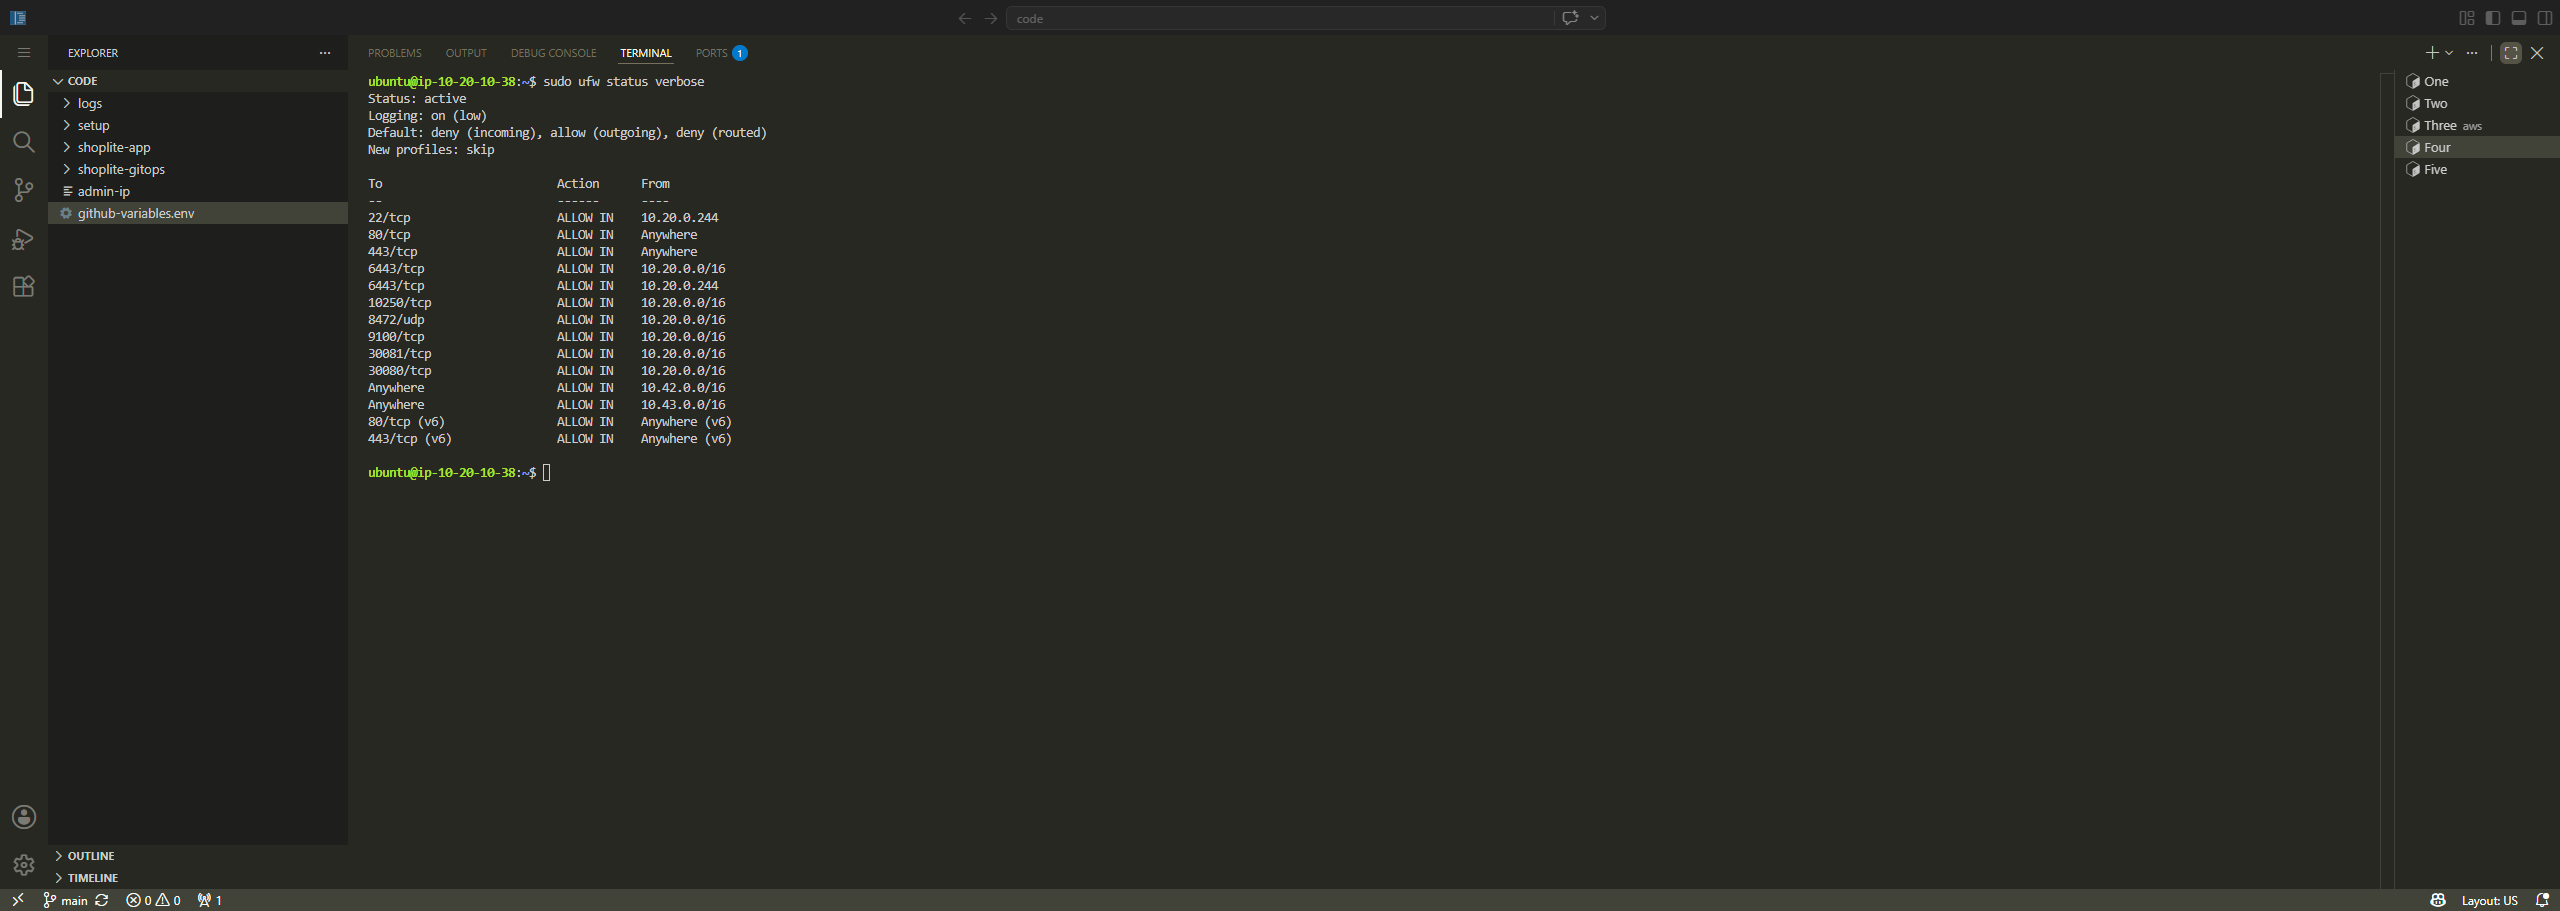 code
EXPLORER
PROBLEMS OUTPUT DEBUG CONSOLE TERMINAL PORTS 1
CODE
logs
setup
shoplite-app
shoplite-gitops
admin-ip
github-variables.env
ubuntu@ip-10-20-10-38:~$ sudo ufw status verbose
Status: active
Logging: on (low)
Default: deny (incoming), allow (outgoing), deny (routed)
New profiles: skip
To Action From
-- ------ ----
22/tcp ALLOW IN 10.20.0.244
80/tcp ALLOW IN Anywhere
443/tcp ALLOW IN Anywhere
6443/tcp ALLOW IN 10.20.0.0/16
6443/tcp ALLOW IN 10.20.0.244
10250/tcp ALLOW IN 10.20.0.0/16
8472/udp ALLOW IN 10.20.0.0/16
9100/tcp ALLOW IN 10.20.0.0/16
30081/tcp ALLOW IN 10.20.0.0/16
30080/tcp ALLOW IN 10.20.0.0/16
Anywhere ALLOW IN 10.42.0.0/16
Anywhere ALLOW IN 10.43.0.0/16
80/tcp (v6) ALLOW IN Anywhere (v6)
443/tcp (v6) ALLOW IN Anywhere (v6)
ubuntu@ip-10-20-10-38:~$
One
Two
Three aws
Four
Five
OUTLINE
TIMELINE
main 0 0 1 Layout: US